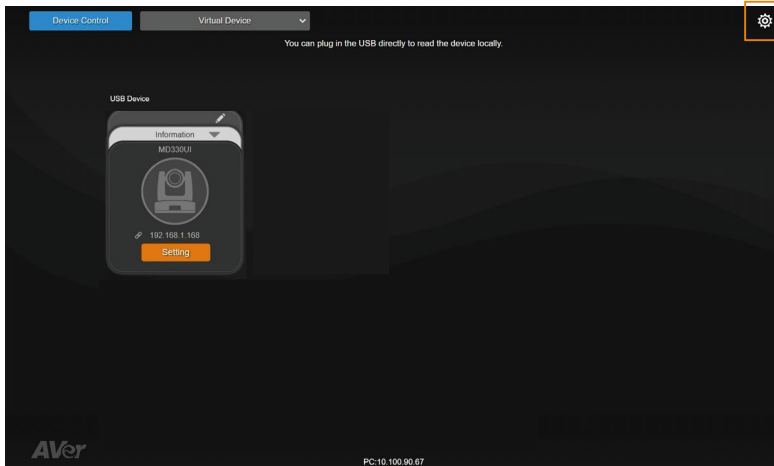 Device Control
Virtual Device
You can plug in the USB directly to read the device locally.
USB Device
Information
MD330UI
192.168.1.168
Setting
AVer
PC:10.100.90.67